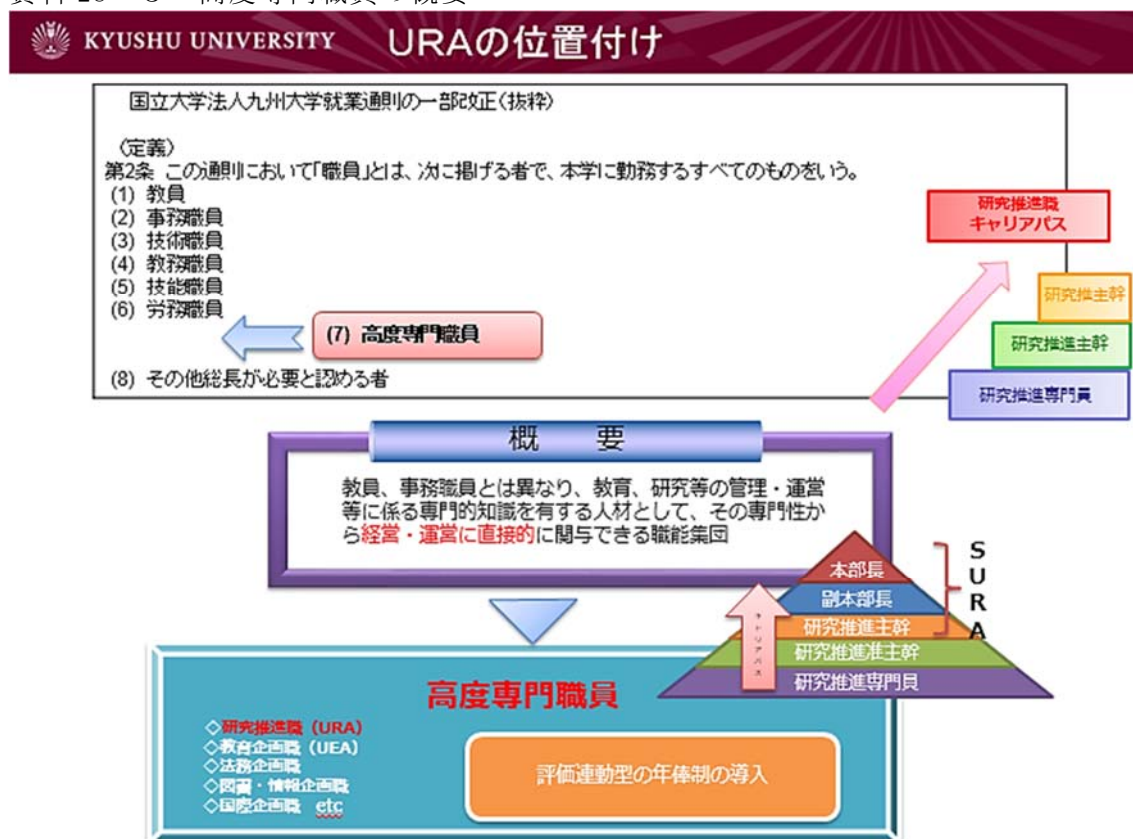 KYUSHU UNIVERSITY URAの位置付け
国立大学法人九州大学就業通則の一部改正(抜粋)
(定義)
第2条 この通則において「職員」とは、次に掲げる者で、本学に勤務するすべてのものをいう。
(1) 教員
(2) 事務職員
(3) 技術職員
(4) 教務職員
(5) 技能職員
(6) 労務職員
(7) 高度専門職員
(8) その他総長が必要と認める者
研究推進職
キャリアパス
研究推主幹
研究推進主幹
研究推進専門員
概 要
教員、事務職員とは異なり、教育、研究等の管理・運営
等に係る専門的知識を有する人材として、その専門性か
ら経営・運営に直接的に関与できる職能集団
本部長
副本部長
研究推進主幹
研究推進准主幹
研究推進専門員
キャリアパス
SURA
高度専門職員
◇研究推進職(URA)
◇教育企画職(UEA)
◇法務企画職
◇図書・情報企画職
◇国際企画職 etc
評価連動型の年俸制の導入